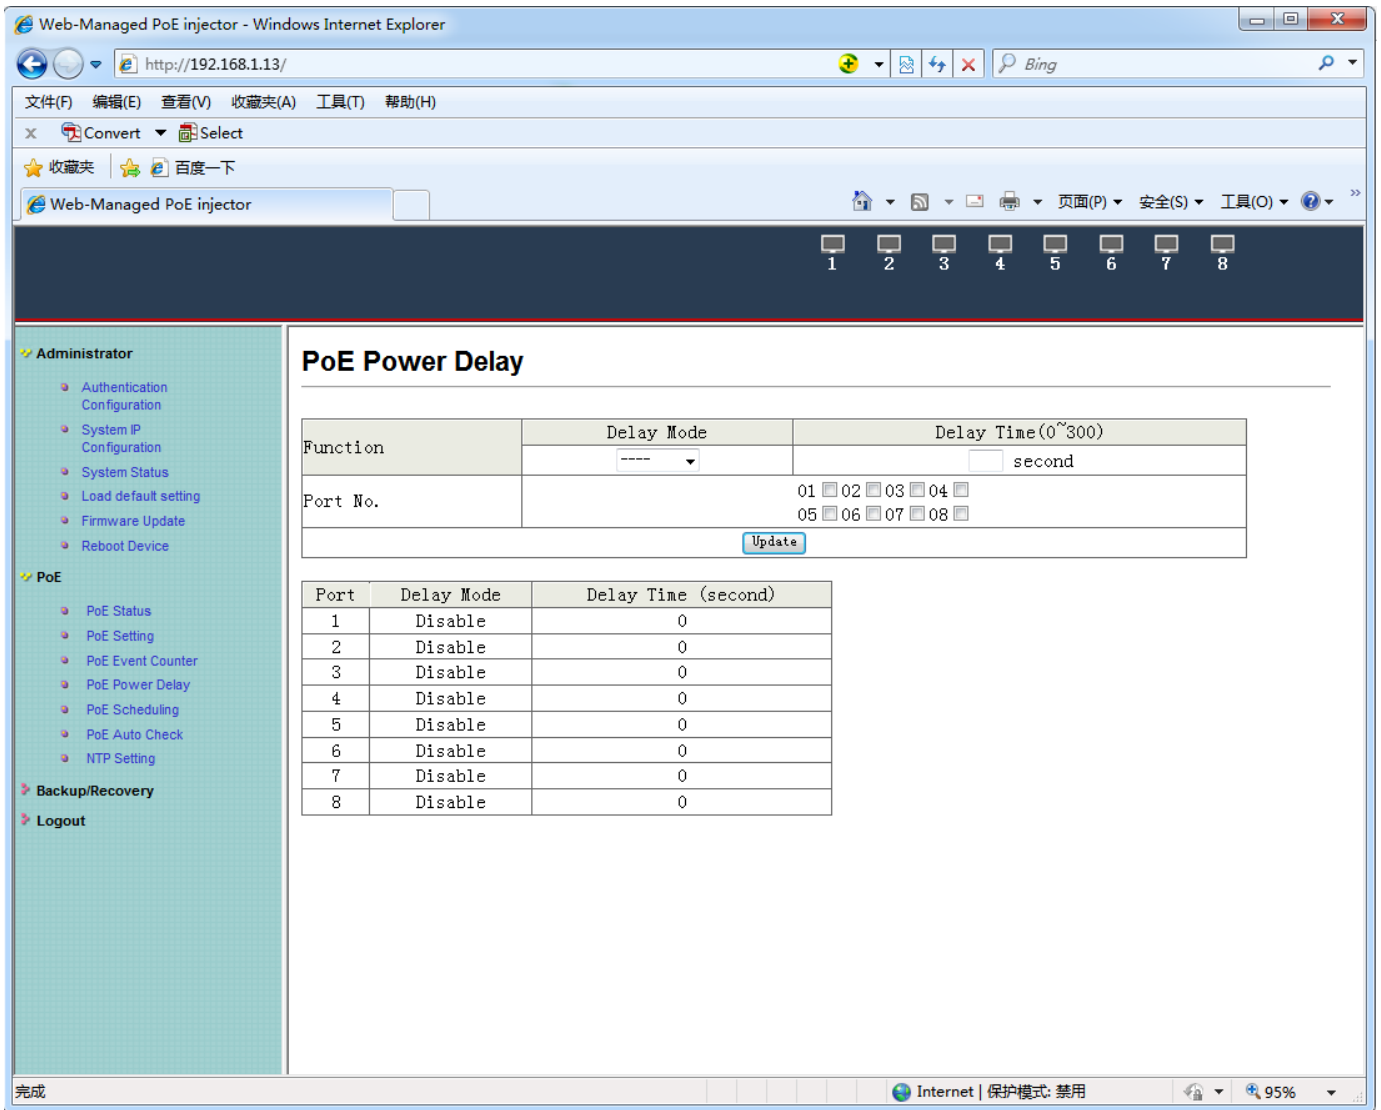 Web-Managed PoE injector - Windows Internet Explorer
http://192.168.1.13/
Bing
文件(F) 编辑(E) 查看(V) 收藏夹(A) 工具(T) 帮助(H)
x Convert Select
收藏夹 百度一下
Web-Managed PoE injector
页面(P) 安全(S) 工具(O)
1 2 3 4 5 6 7 8
Administrator
Authentication
Configuration
System IP
Configuration
System Status
Load default setting
Firmware Update
Reboot Device
PoE
PoE Status
PoE Setting
PoE Event Counter
PoE Power Delay
PoE Scheduling
PoE Auto Check
NTP Setting
Backup/Recovery
Logout
PoE Power Delay
Function Delay Mode Delay Time(0~300)
---- second
Port No. 01 02 03 04
05 06 07 08
Update
Port Delay Mode Delay Time (second)
1 Disable 0
2 Disable 0
3 Disable 0
4 Disable 0
5 Disable 0
6 Disable 0
7 Disable 0
8 Disable 0
完成 Internet | 保护模式: 禁用 95%